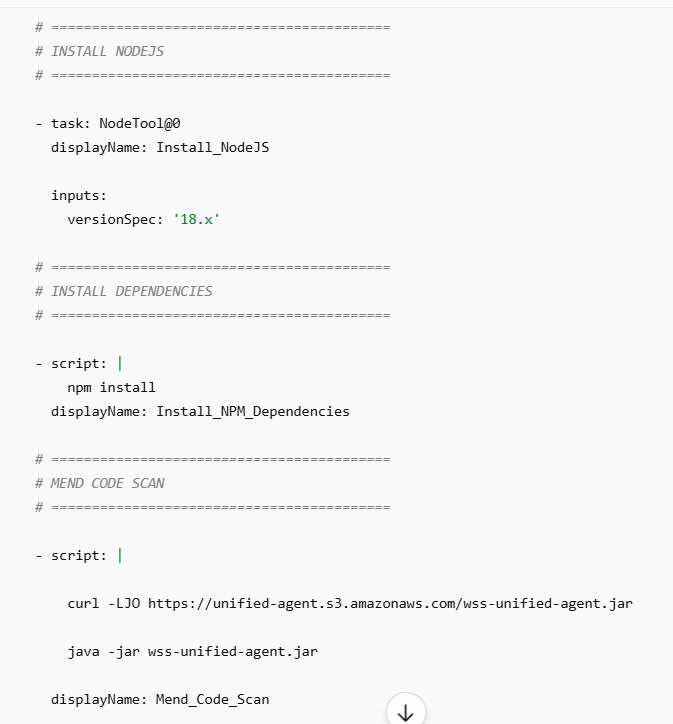 # ==========================================
# INSTALL NODEJS
# ==========================================
- task: NodeTool@0
displayName: Install_NodeJS
inputs:
versionSpec: '18.x'
# ==========================================
# INSTALL DEPENDENCIES
# ==========================================
- script: |
npm install
displayName: Install_NPM_Dependencies
# ==========================================
# MEND CODE SCAN
# ==========================================
- script: |
curl -LJO https://unified-agent.s3.amazonaws.com/wss-unified-agent.jar
java -jar wss-unified-agent.jar
displayName: Mend_Code_Scan